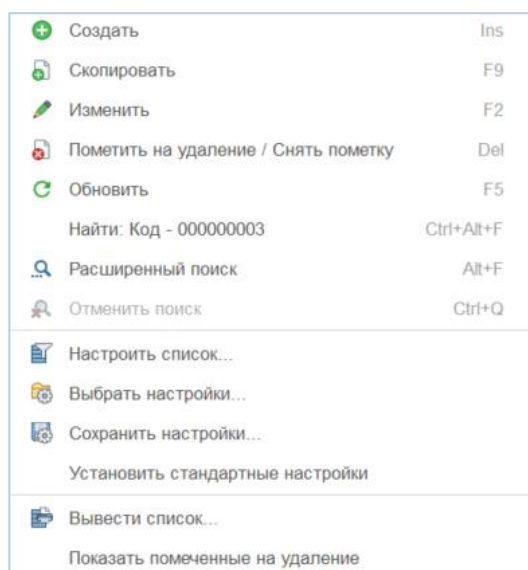 Создать Ins
Скопировать F9
Изменить F2
Пометить на удаление / Снять пометку Del
Обновить F5
Найти: Код - 000000003 Ctrl+Alt+F
Расширенный поиск Alt+F
Отменить поиск Ctrl+Q
Настроить список...
Выбрать настройки...
Сохранить настройки...
Установить стандартные настройки
Вывести список...
Показать помеченные на удаление